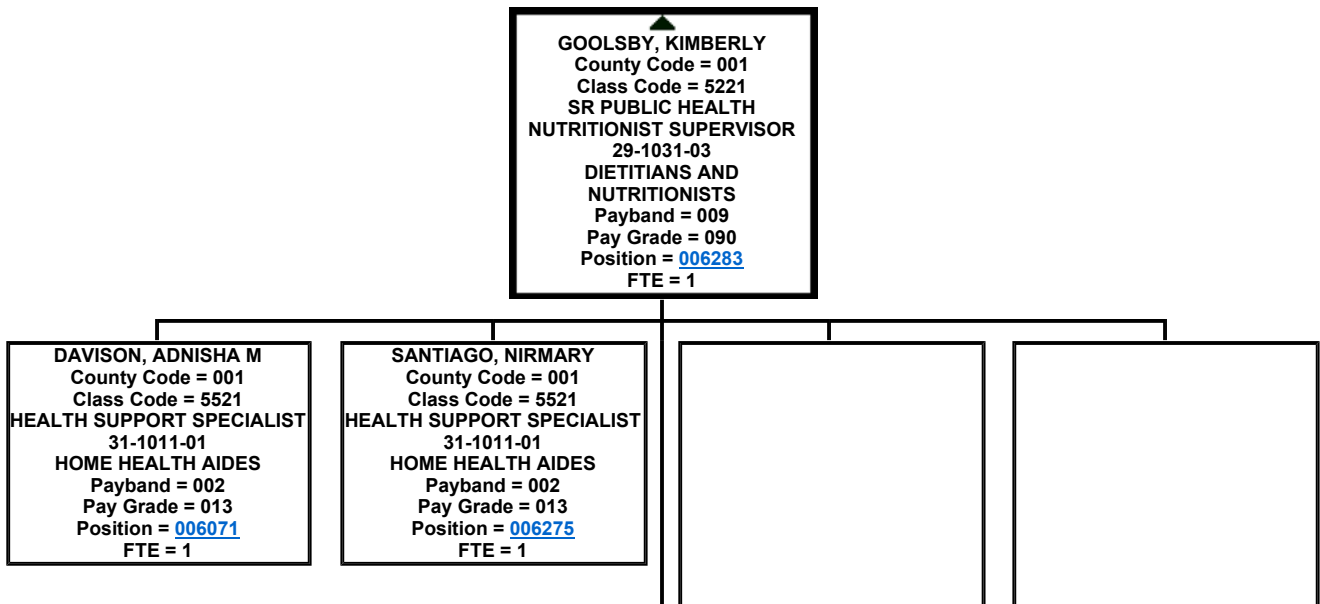 GOOLSBY, KIMBERLY
County Code = 001
Class Code = 5221
SR PUBLIC HEALTH
NUTRITIONIST SUPERVISOR
29-1031-03
DIETITIANS AND
NUTRITIONISTS
Payband = 009
Pay Grade = 090
Position = 006283
FTE = 1
DAVISON, ADNISHA M
County Code = 001
Class Code = 5521
HEALTH SUPPORT SPECIALIST
31-1011-01
HOME HEALTH AIDES
Payband = 002
Pay Grade = 013
Position = 006071
FTE = 1
SANTIAGO, NIRMARY
County Code = 001
Class Code = 5521
HEALTH SUPPORT SPECIALIST
31-1011-01
HOME HEALTH AIDES
Payband = 002
Pay Grade = 013
Position = 006275
FTE = 1